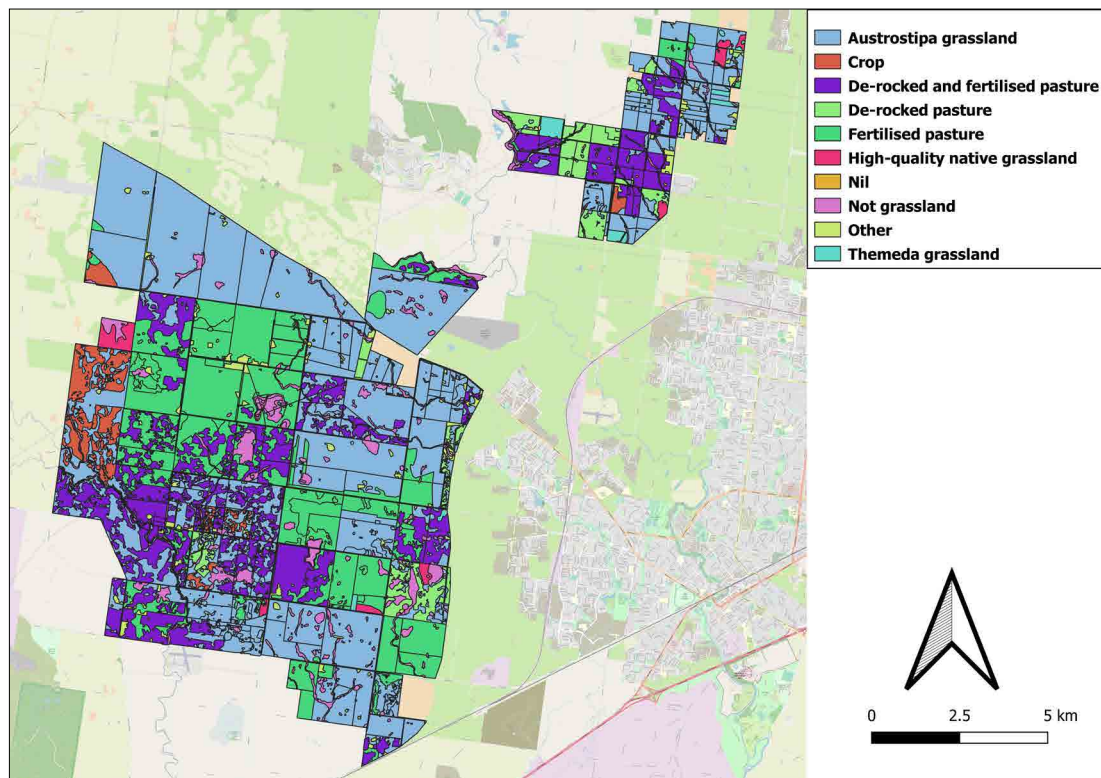 Austrostipa grassland
Crop
De-rocked and fertilised pasture
De-rocked pasture
Fertilised pasture
High-quality native grassland
Nil
Not grassland
Other
Themeda grassland
0 2.5 5 km